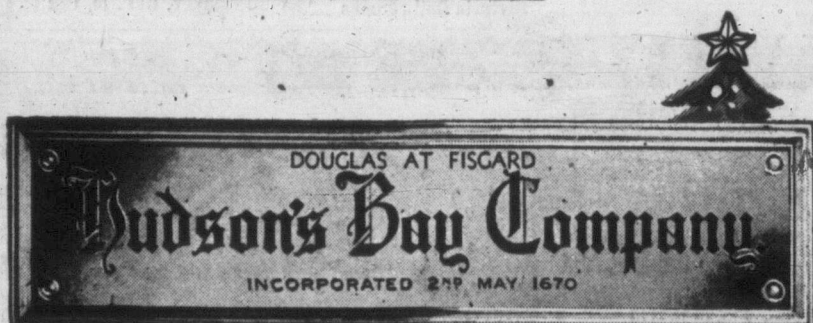 DOUGLAS AT FISGARD
Hudson's Bay Company.
INCORPORATED 2ND MAY 1670